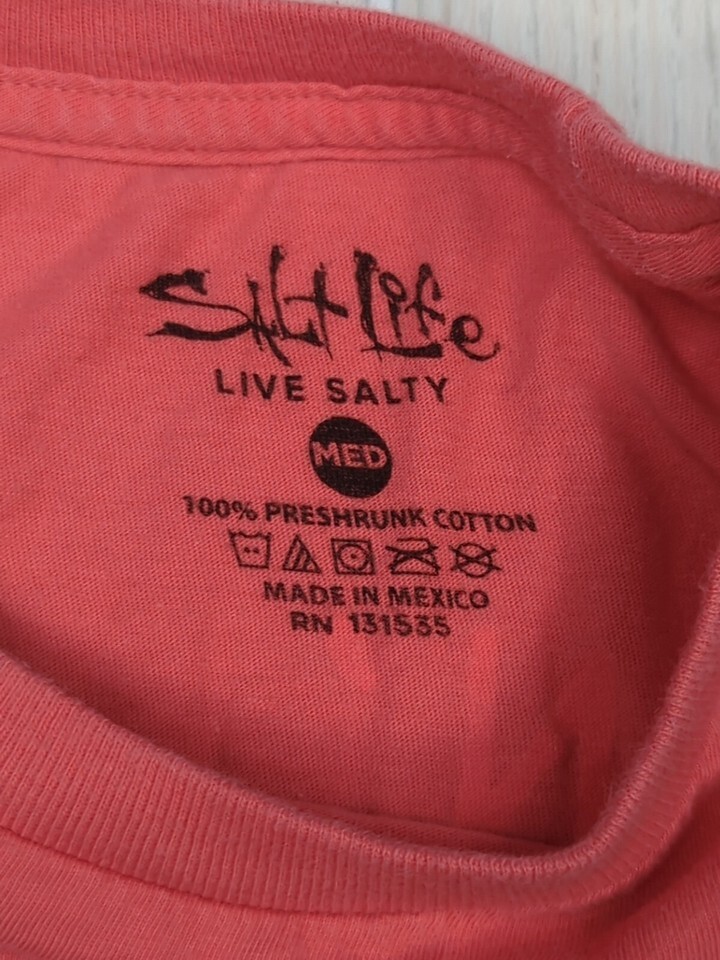 Salt Life
LIVE SALTY
MED
100% PRESHRUNK COTTON
MADE IN MEXICO
RN 131535